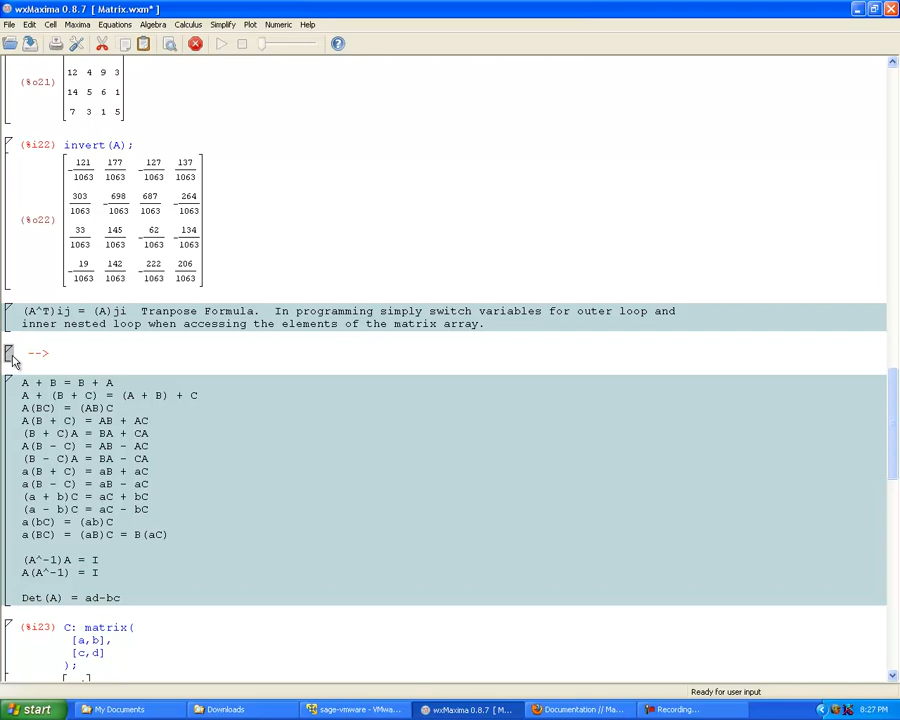 wxMaxima 0.8.7 [ Matrix.wxm* ]
File Edit Cell Maxima Equations Algebra Calculus Simplify Plot Numeric Help
(%o21)
12 4 9 3
14 5 6 1
7 3 1 5
(%i22) invert(A);
(%o22)
-121/1063 177/1063 -127/1063 137/1063
303/1063 -698/1063 687/1063 -264/1063
33/1063 145/1063 -62/1063 -134/1063
-19/1063 142/1063 -222/1063 206/1063
(A^T)ij = (A)ji Tranpose Formula. In programming simply switch variables for outer loop and
inner nested loop when accessing the elements of the matrix array.
-->
A + B = B + A
A + (B + C) = (A + B) + C
A(BC) = (AB)C
A(B + C) = AB + AC
(B + C)A = BA + CA
A(B - C) = AB - AC
(B - C)A = BA - CA
a(B + C) = aB + aC
a(B - C) = aB - aC
(a + b)C = aC + bC
(a - b)C = aC - bC
a(bC) = (ab)C
a(BC) = (aB)C = B(aC)
(A^-1)A = I
A(A^-1) = I
Det(A) = ad-bc
(%i23) C: matrix(
[a,b],
[c,d]
);
Ready for user input
start My Documents Downloads sage-vmware - VMwa... wxMaxima 0.8.7 [ M... Documentation // Ma... Recording... 8:27 PM